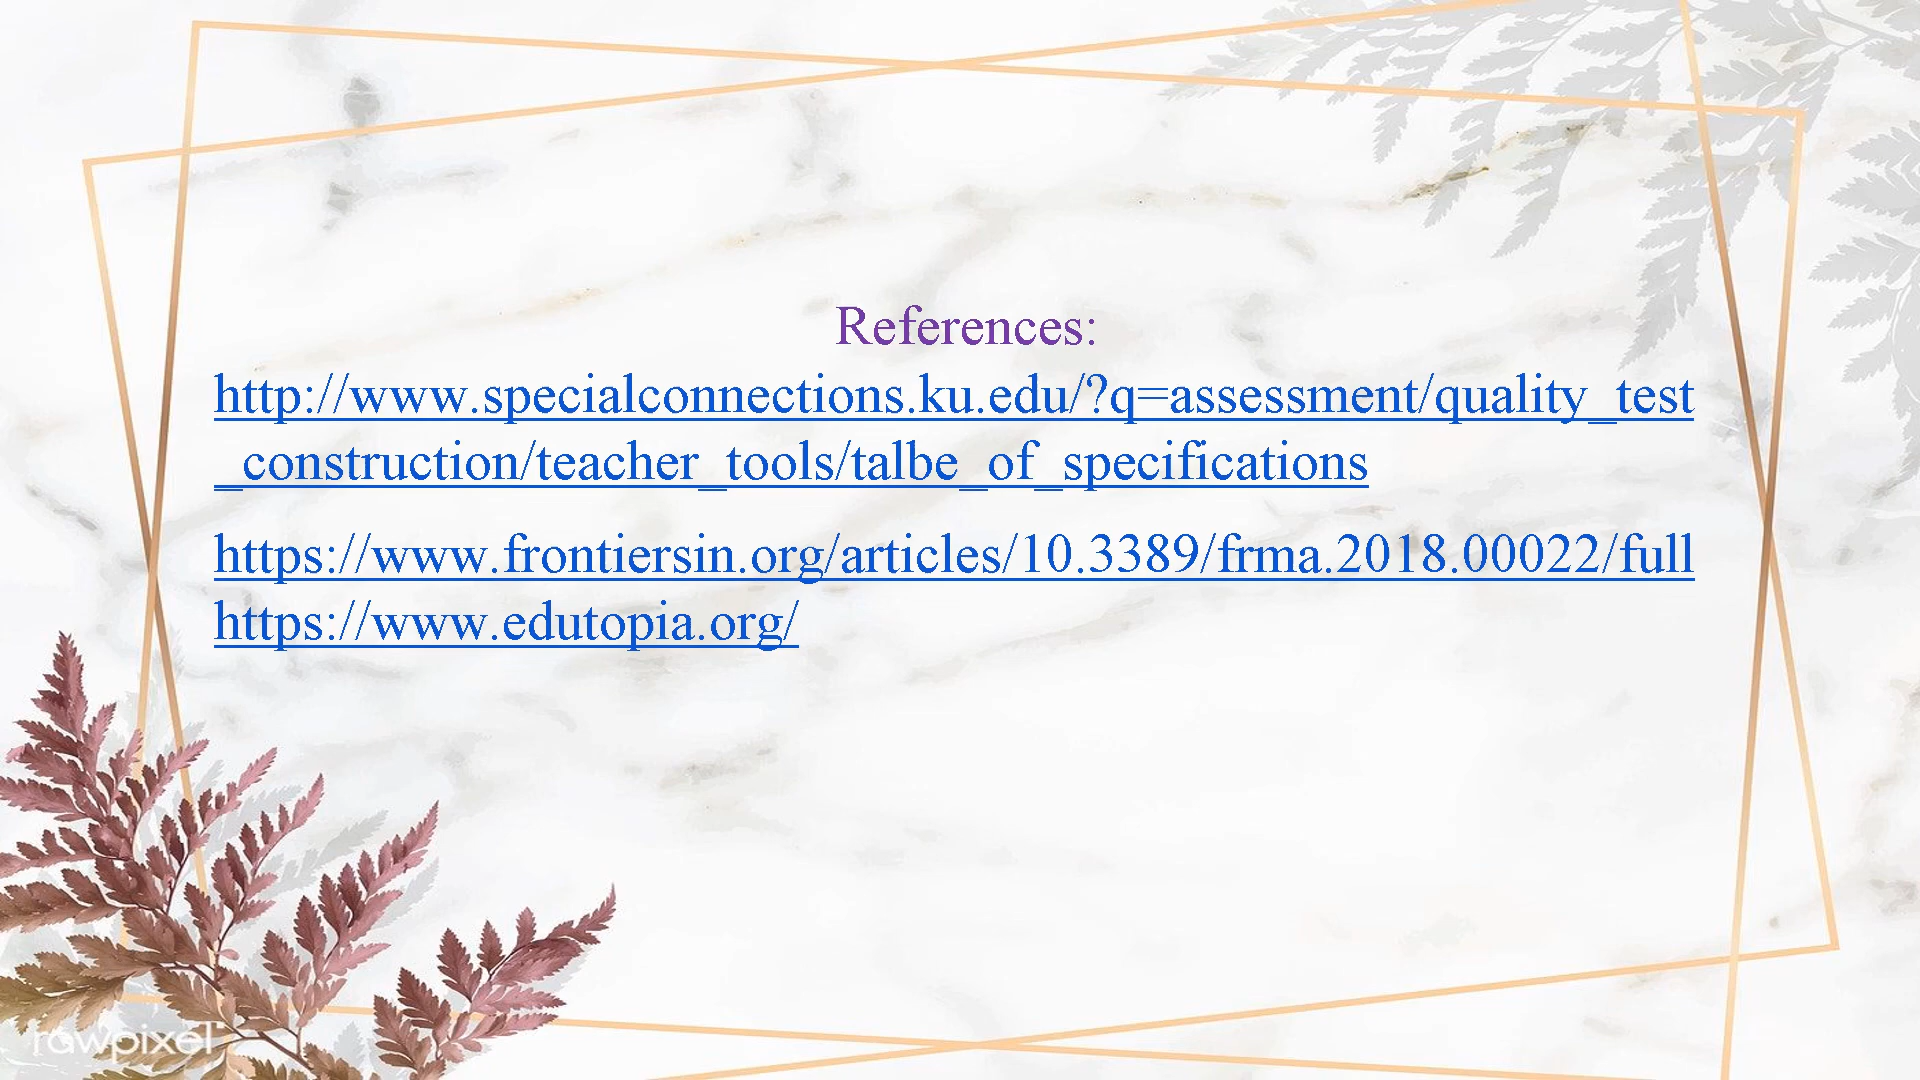 References:
http://www.specialconnections.ku.edu/?q=assessment/quality_test
_construction/teacher_tools/talbe_of_specifications
https://www.frontiersin.org/articles/10.3389/frma.2018.00022/full
https://www.edutopia.org/
rawpixel